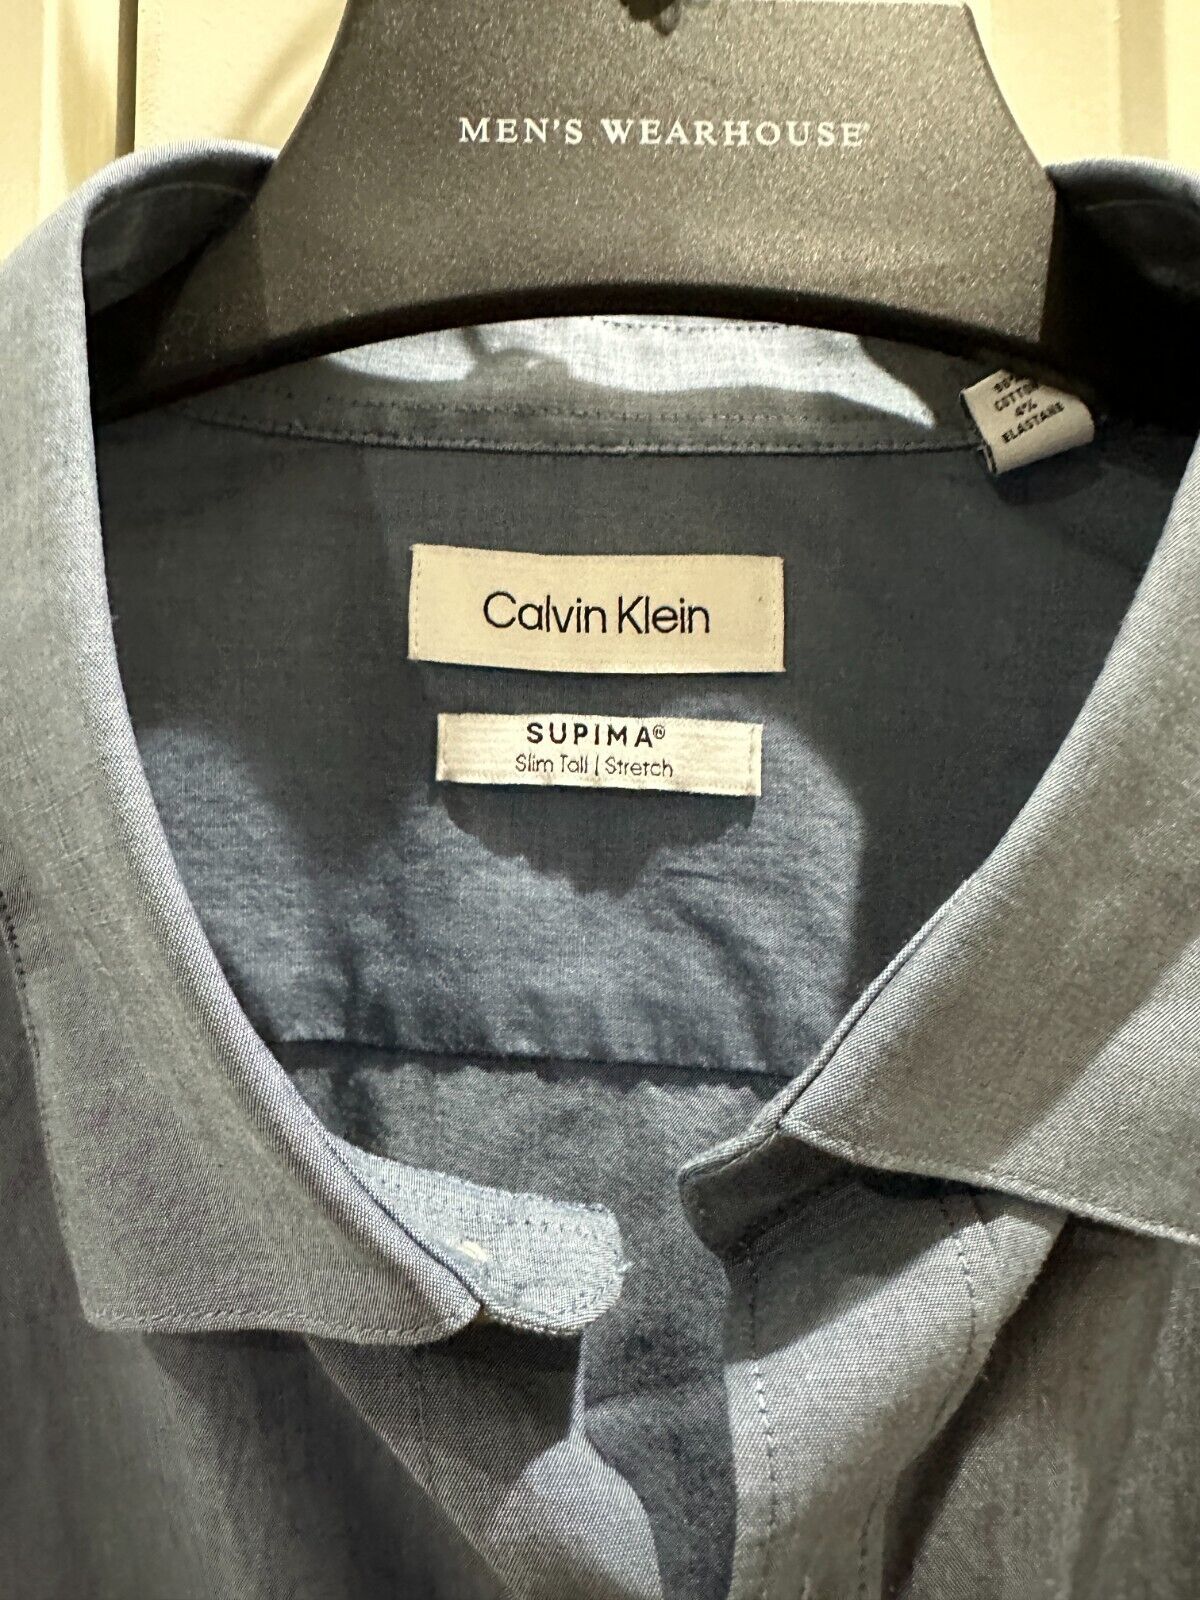 MEN'S WEARHOUSE®
COTTON
4%
ELASTANE
Calvin Klein
SUPIMA®
Slim Tall | Stretch